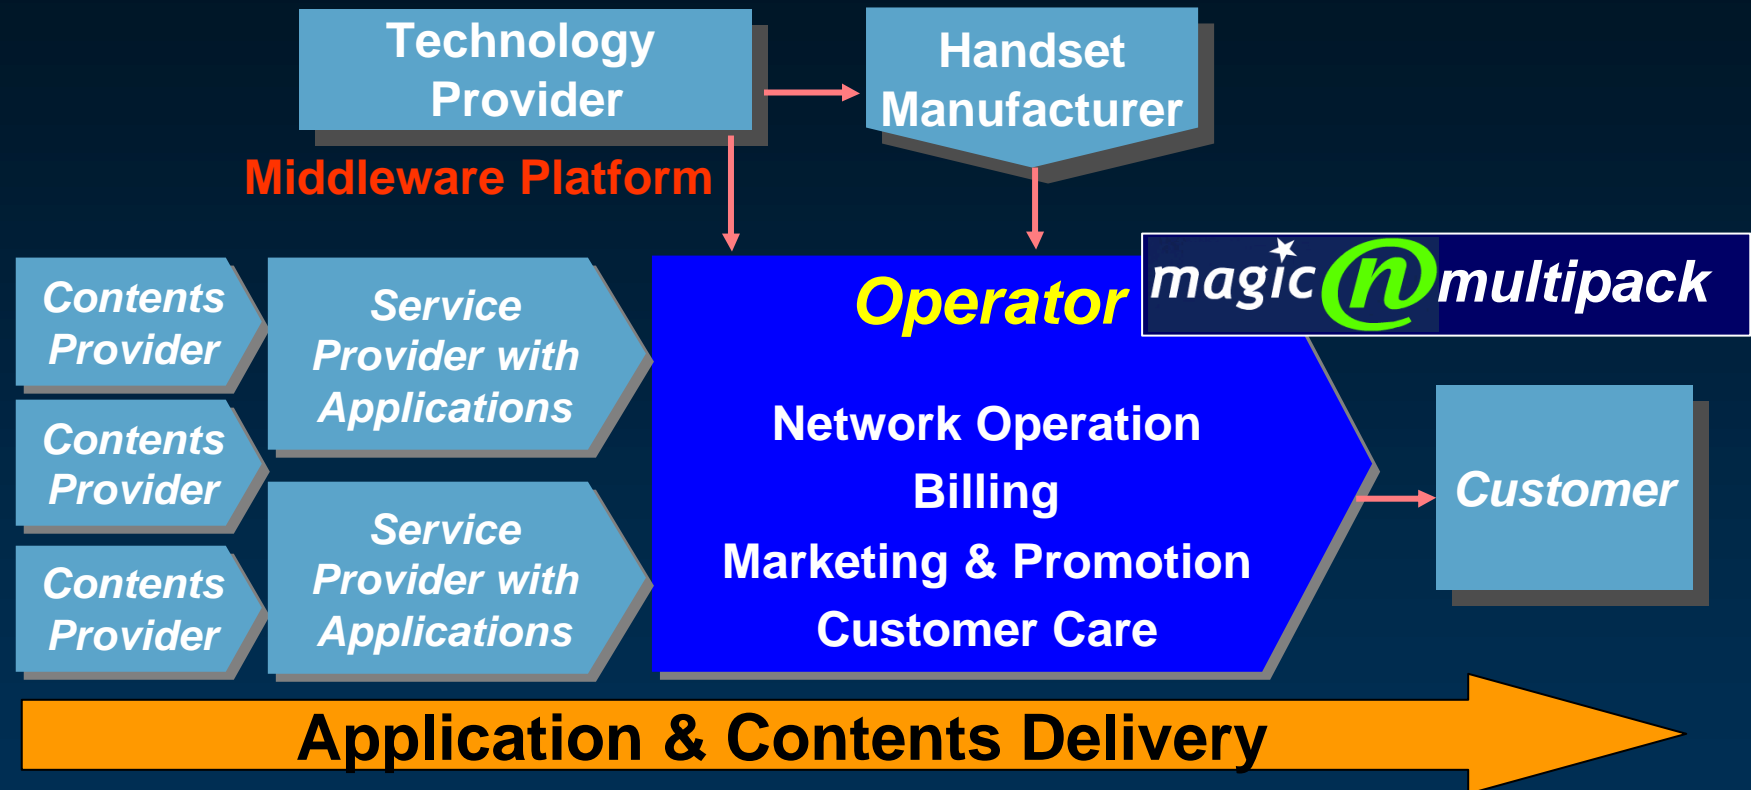 Technology
Provider
Handset
Manufacturer
Middleware Platform
Contents
Provider
Contents
Provider
Contents
Provider
Service
Provider with
Applications
Service
Provider with
Applications
Operator
magic n multipack
Network Operation
Billing
Marketing & Promotion
Customer Care
Customer
Application & Contents Delivery